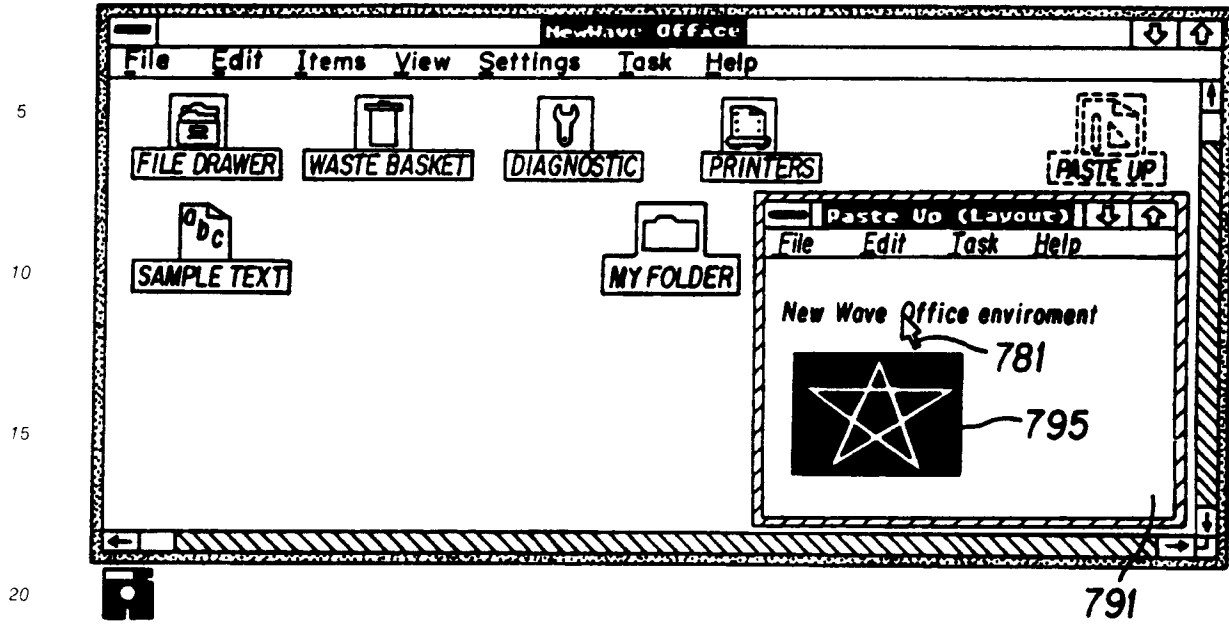 NewWave Office
File Edit Items View Settings Task Help
5
FILE DRAWER WASTE BASKET DIAGNOSTIC PRINTERS PASTE UP
Paste Up (Layout)
File Edit Task Help
abc
10
SAMPLE TEXT MY FOLDER
New Wave Office enviroment
781
15
795
20
791